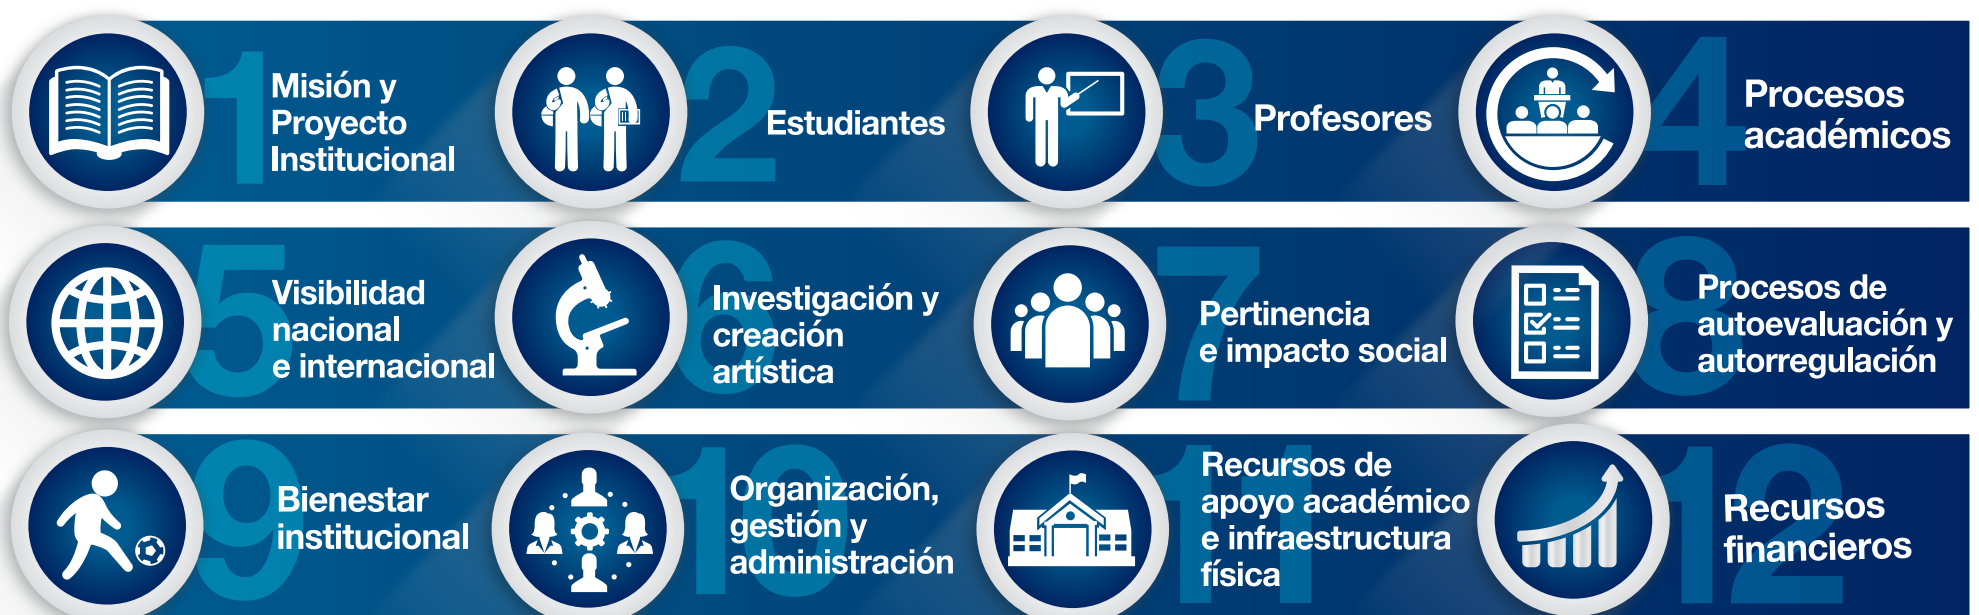 1
Misión y
Proyecto
Institucional
2
Estudiantes
3
Profesores
4
Procesos
académicos
5
Visibilidad
nacional
e internacional
6
Investigación y
creación
artística
7
Pertinencia
e impacto social
8
Procesos de
autoevaluación y
autorregulación
9
Bienestar
institucional
10
Organización,
gestión y
administración
11
Recursos de
apoyo académico
e infraestructura
física
12
Recursos
financieros